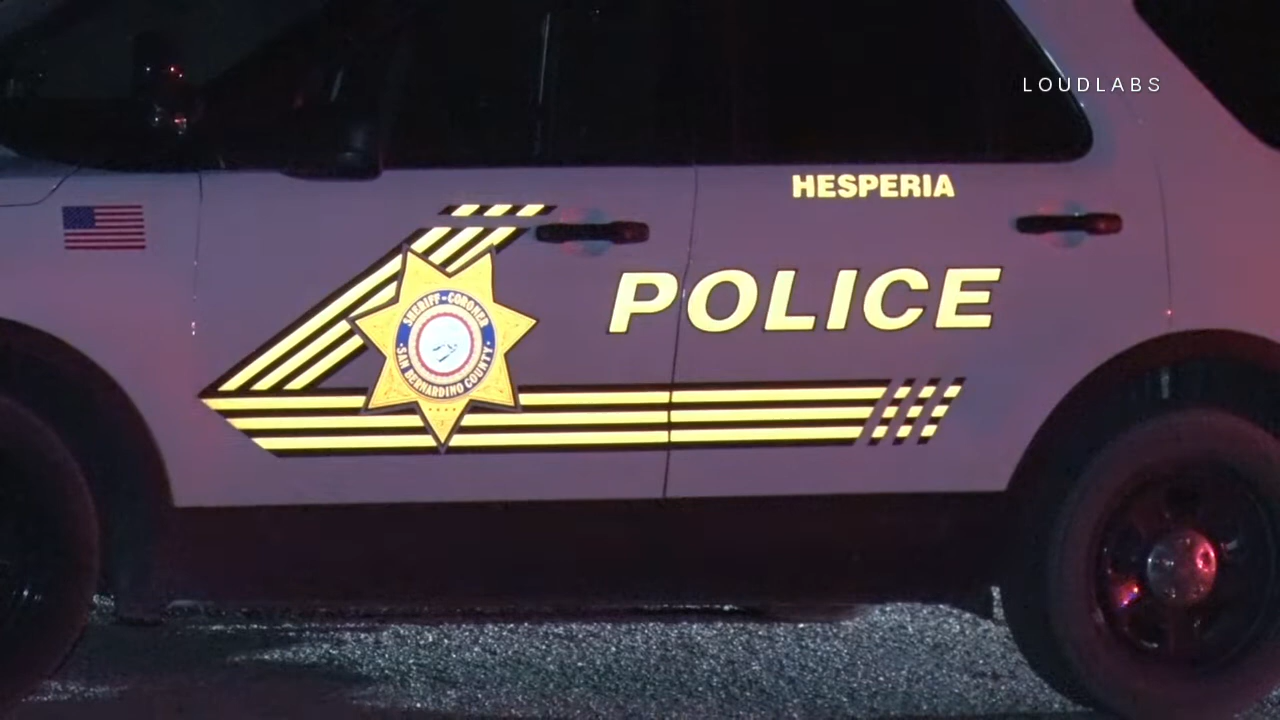 LOUDLABS
HESPERIA
POLICE
SHERIFF-CORONER
SAN BERNARDINO COUNTY